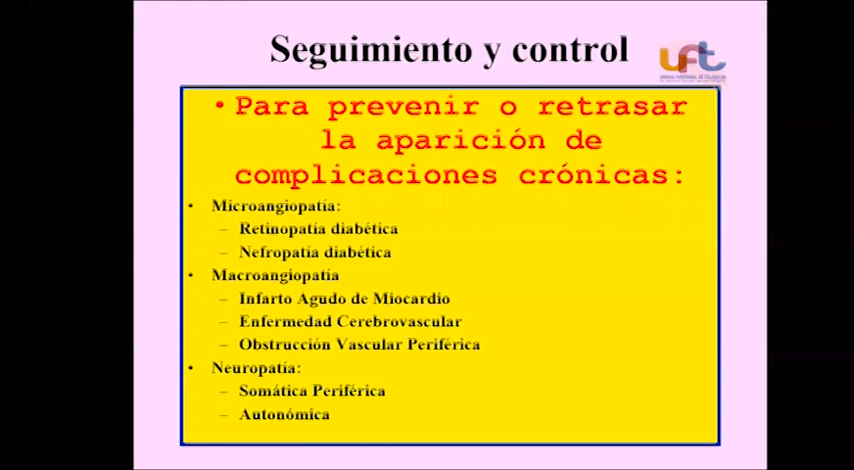 Seguimiento y control
uft
• Para prevenir o retrasar
la aparición de
complicaciones crónicas:
• Microangiopatía:
– Retinopatía diabética
– Nefropatía diabética
• Macroangiopatía
– Infarto Agudo de Miocardio
– Enfermedad Cerebrovascular
– Obstrucción Vascular Periférica
• Neuropatía:
– Somática Periférica
– Autonómica